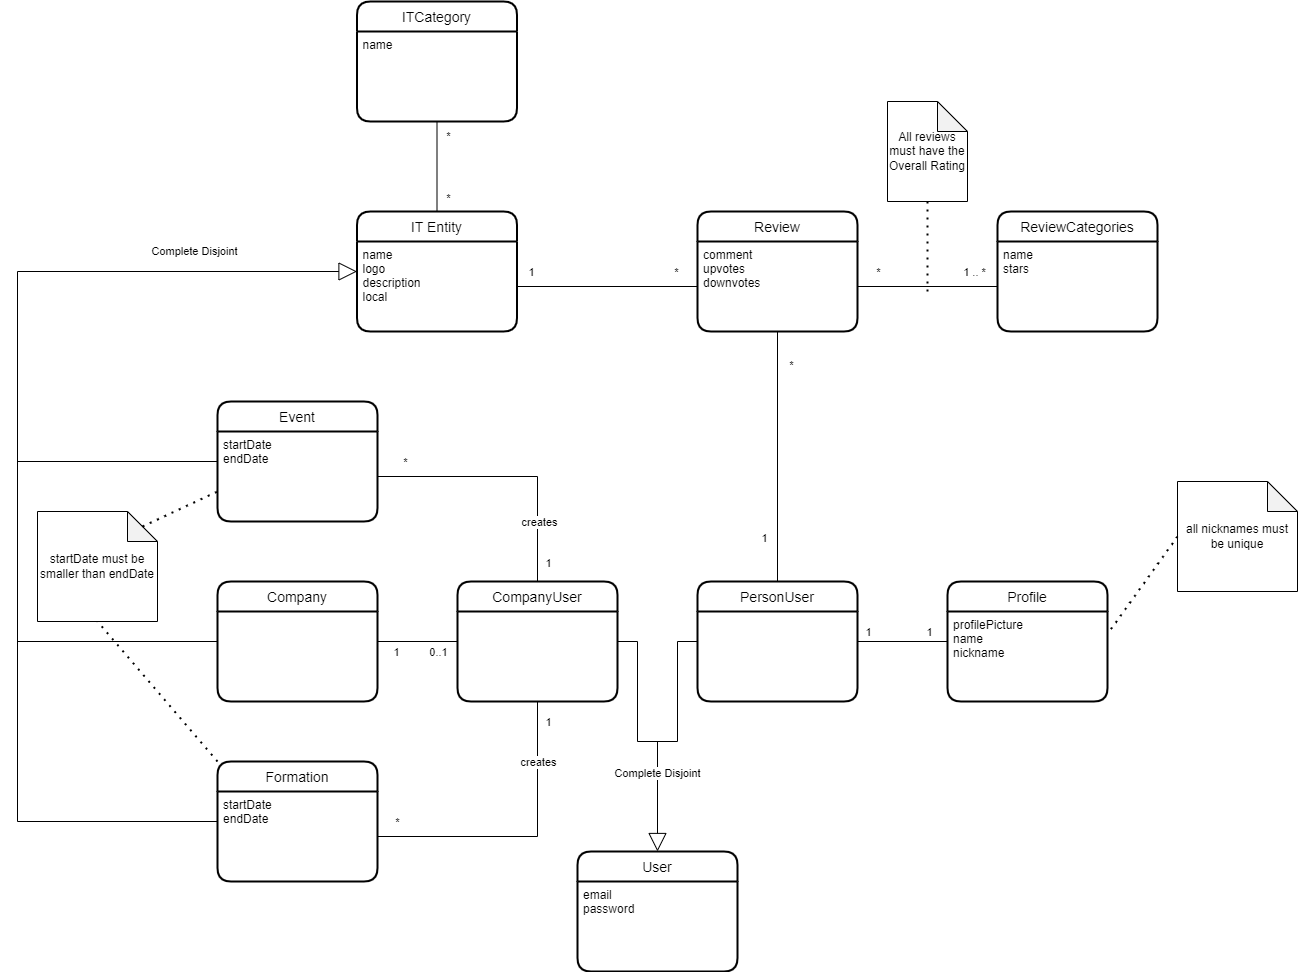 ITCategory
name
*
*
All reviews
must have the
Overall Rating
Complete Disjoint
IT Entity
name
logo
description
local
1
*
Review
comment
upvotes
downvotes
*
1 .. *
ReviewCategories
name
stars
*
Event
startDate
endDate
*
creates
1
1
all nicknames must
be unique
startDate must be
smaller than endDate
Company
1
0..1
CompanyUser
PersonUser
1
1
Profile
profilePicture
name
nickname
1
creates
*
Complete Disjoint
Formation
startDate
endDate
User
email
password